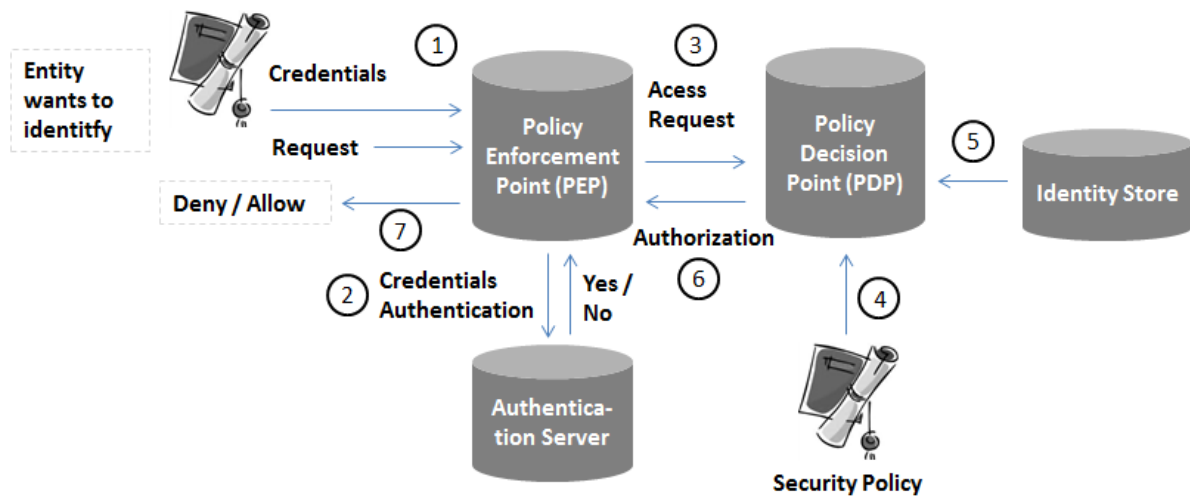 1
3
Entity
wants to
identitfy
Credentials
Request
Deny / Allow
7
Policy
Enforcement
Point (PEP)
Acess
Request
Authorization
6
Policy
Decision
Point (PDP)
5
Identity Store
2
Credentials
Authentication
Yes /
No
4
Authentica-
tion Server
Security Policy